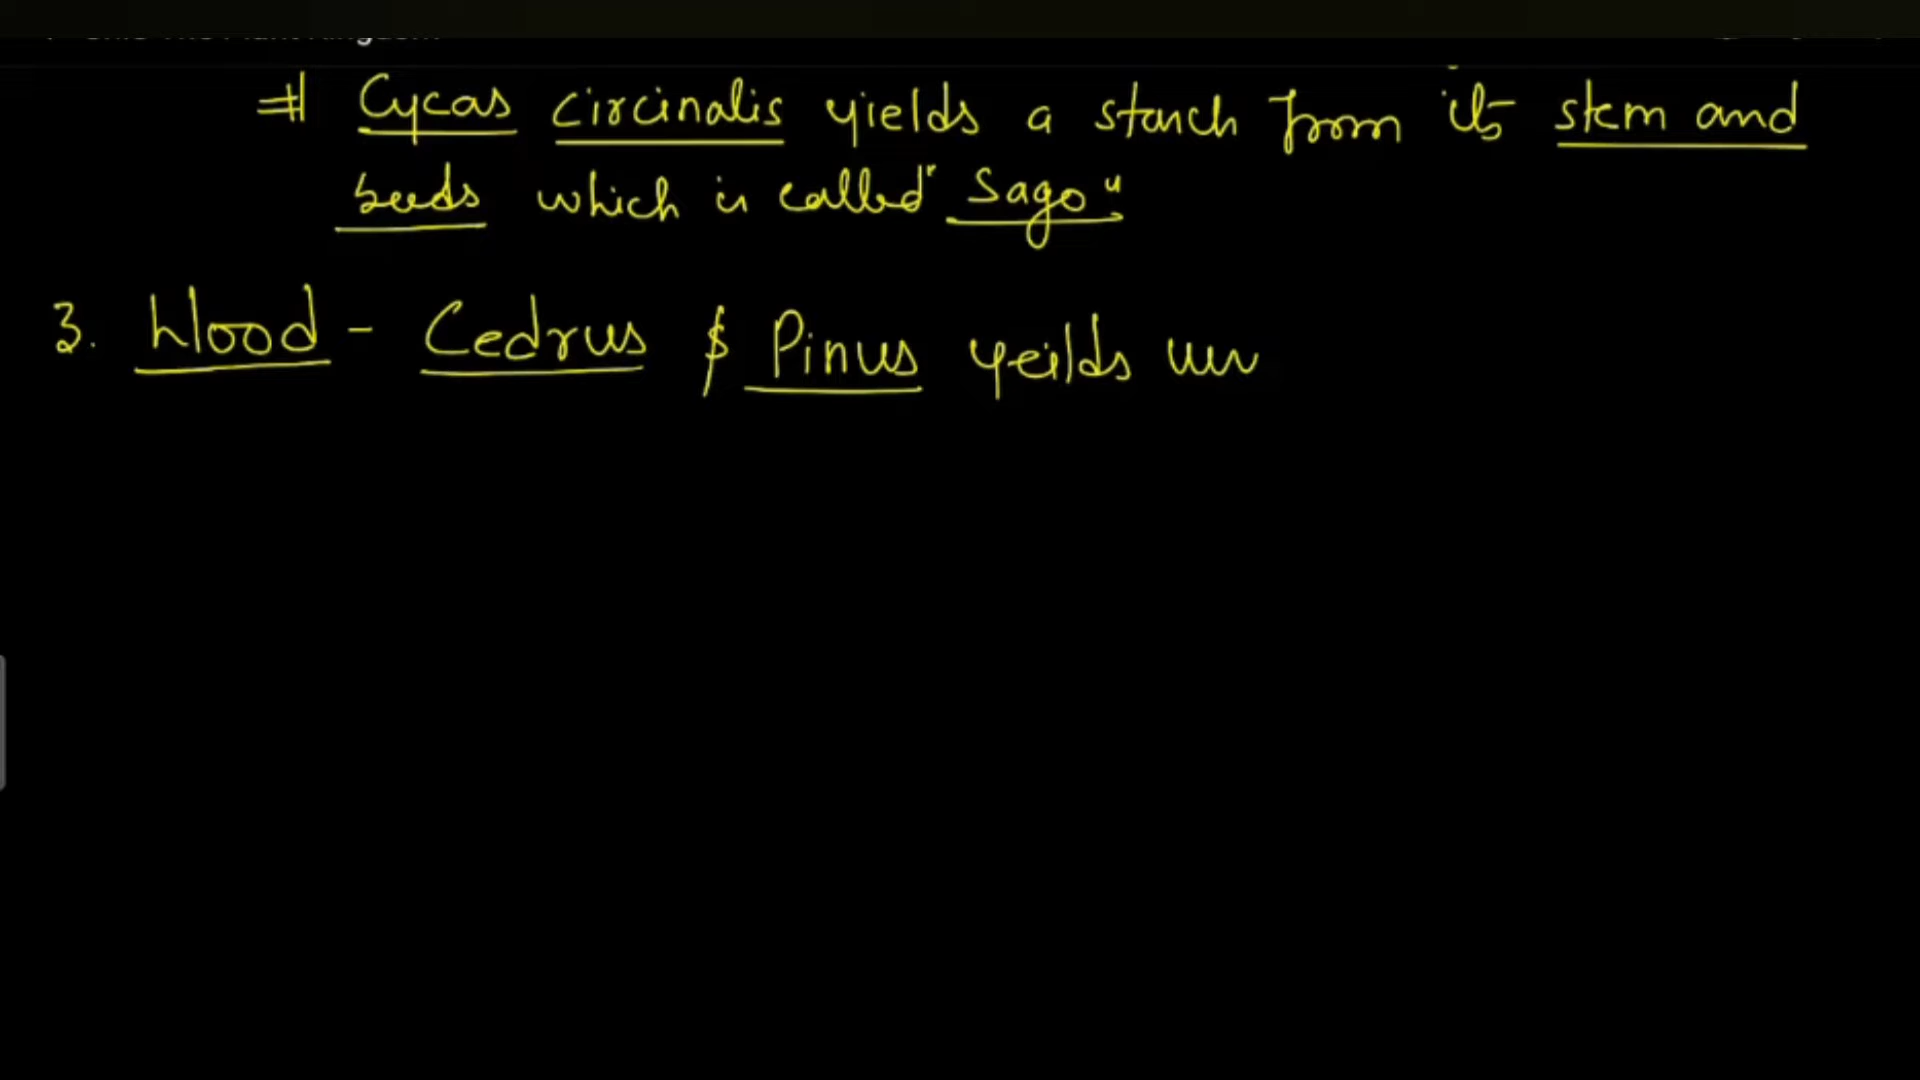 # Cycas circinalis yields a starch from its stem and
seeds which is called "Sago"
3. Wood - Cedrus & Pinus yeilds